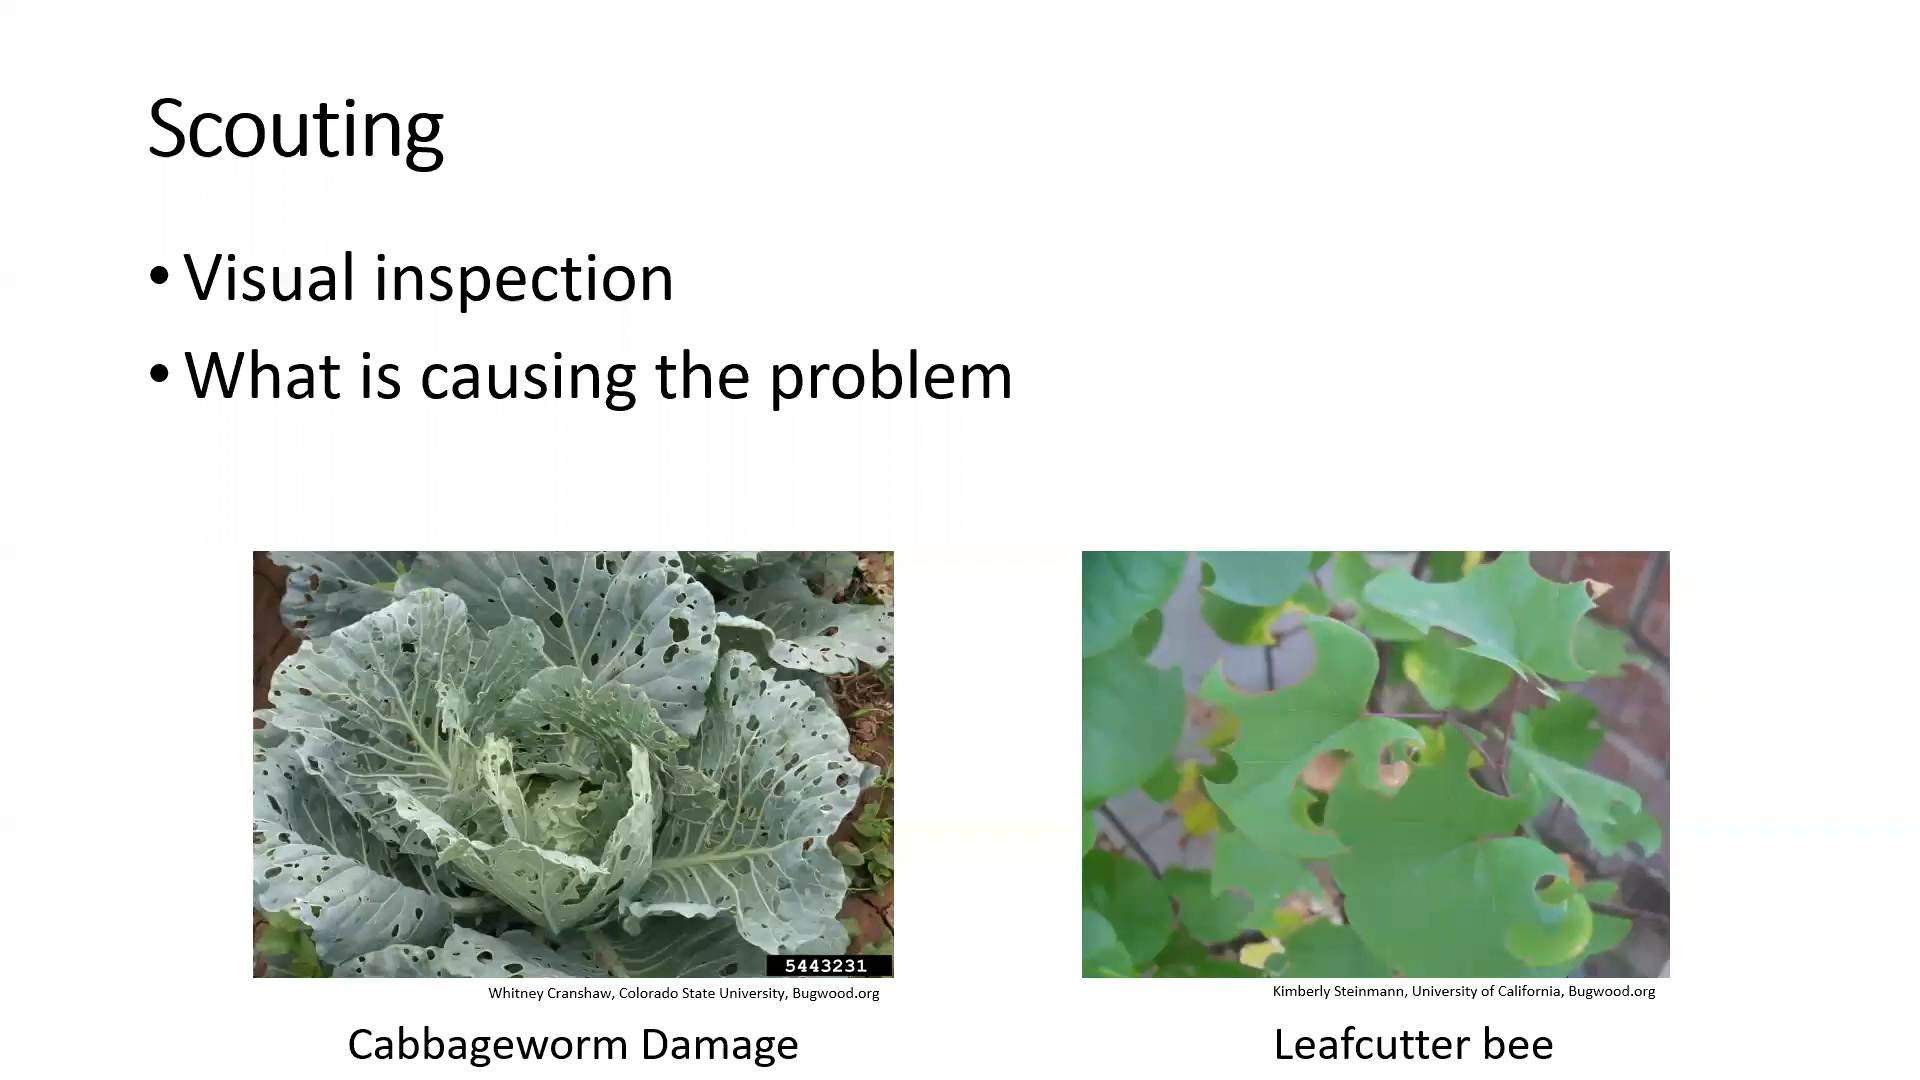 Scouting
• Visual inspection
• What is causing the problem
5443231
Whitney Cranshaw, Colorado State University, Bugwood.org
Kimberly Steinmann, University of California, Bugwood.org
Cabbageworm Damage
Leafcutter bee